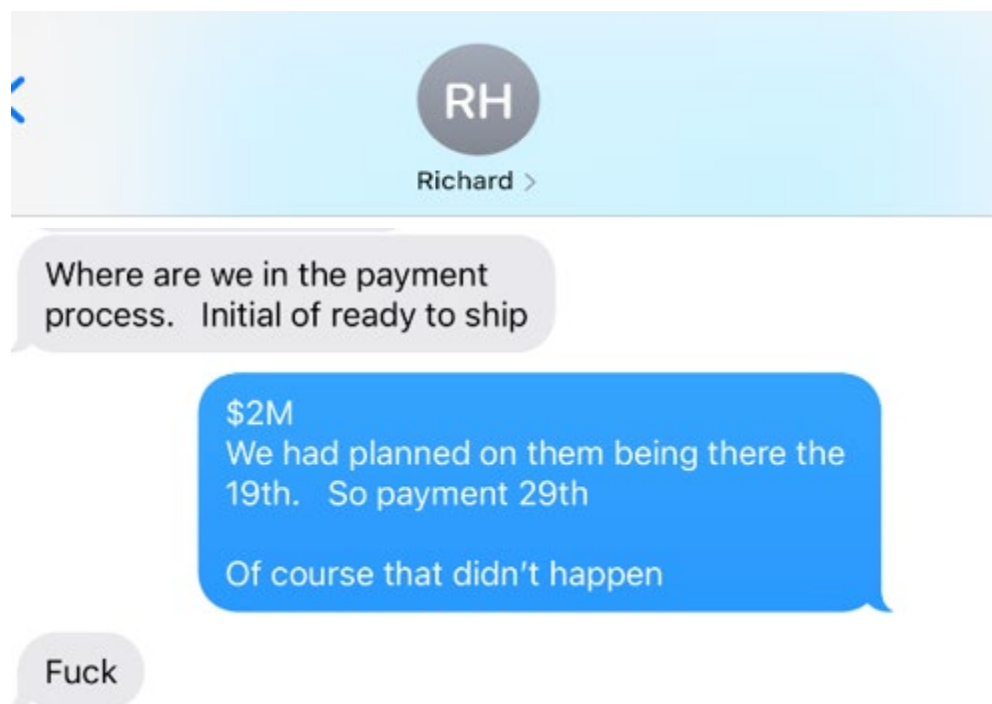 RH
Richard >
Where are we in the payment
process.   Initial of ready to ship
$2M
We had planned on them being there the
19th.   So payment 29th
Of course that didn't happen
Fuck